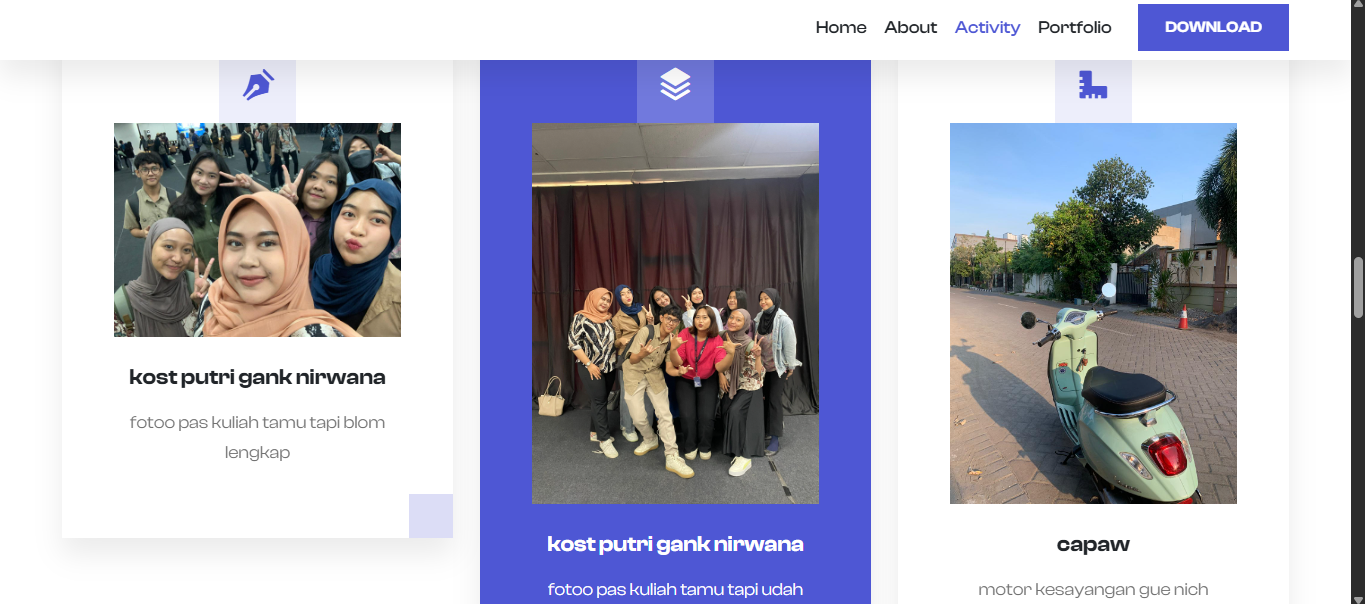 Home About Activity Portfolio DOWNLOAD
kost putri gank nirwana
fotoo pas kuliah tamu tapi blom
lengkap
kost putri gank nirwana
fotoo pas kuliah tamu tapi udah
capaw
motor kesayangan gue nich